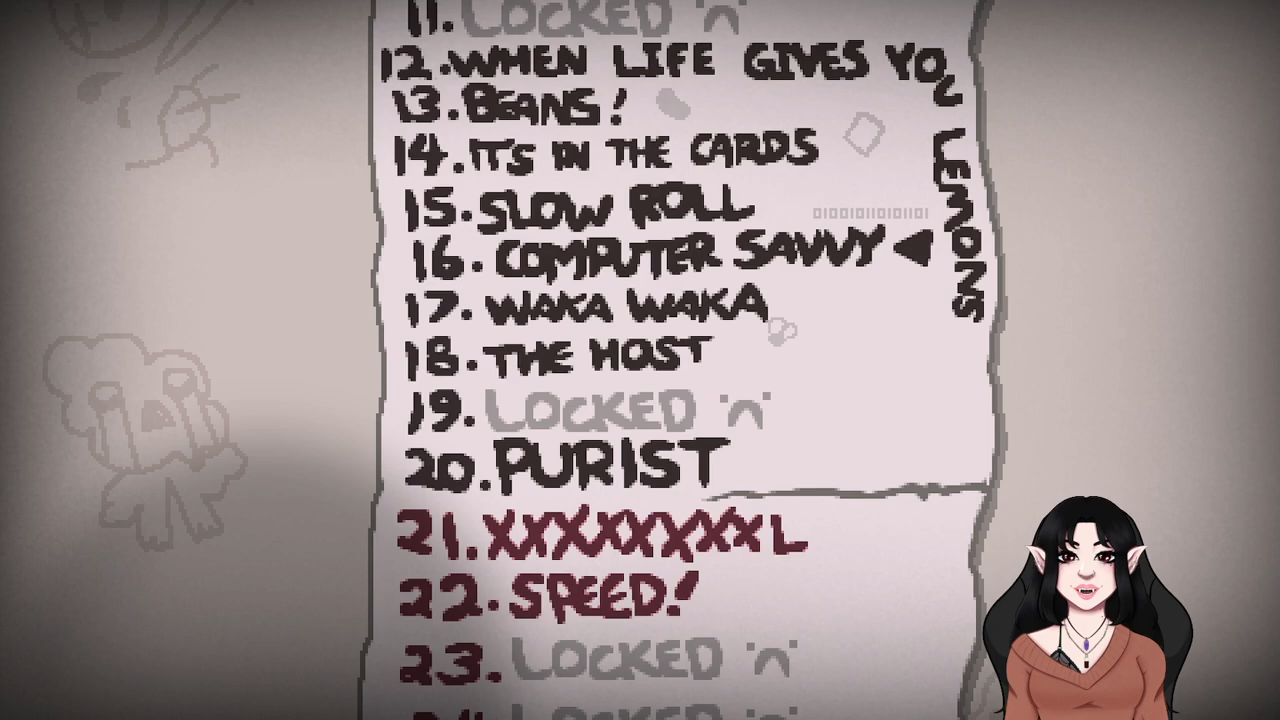 11. LOCKED
12. WHEN LIFE GIVES YOU LEMONS
13. BEANS!
14. IT'S IN THE CARDS
15. SLOW ROLL
010010110101101
16. COMPUTER SAVVY
17. WAKA WAKA
18. THE HOST
19. LOCKED
20. PURIST
21. XXXXXXXXL
22. SPEED!
23. LOCKED